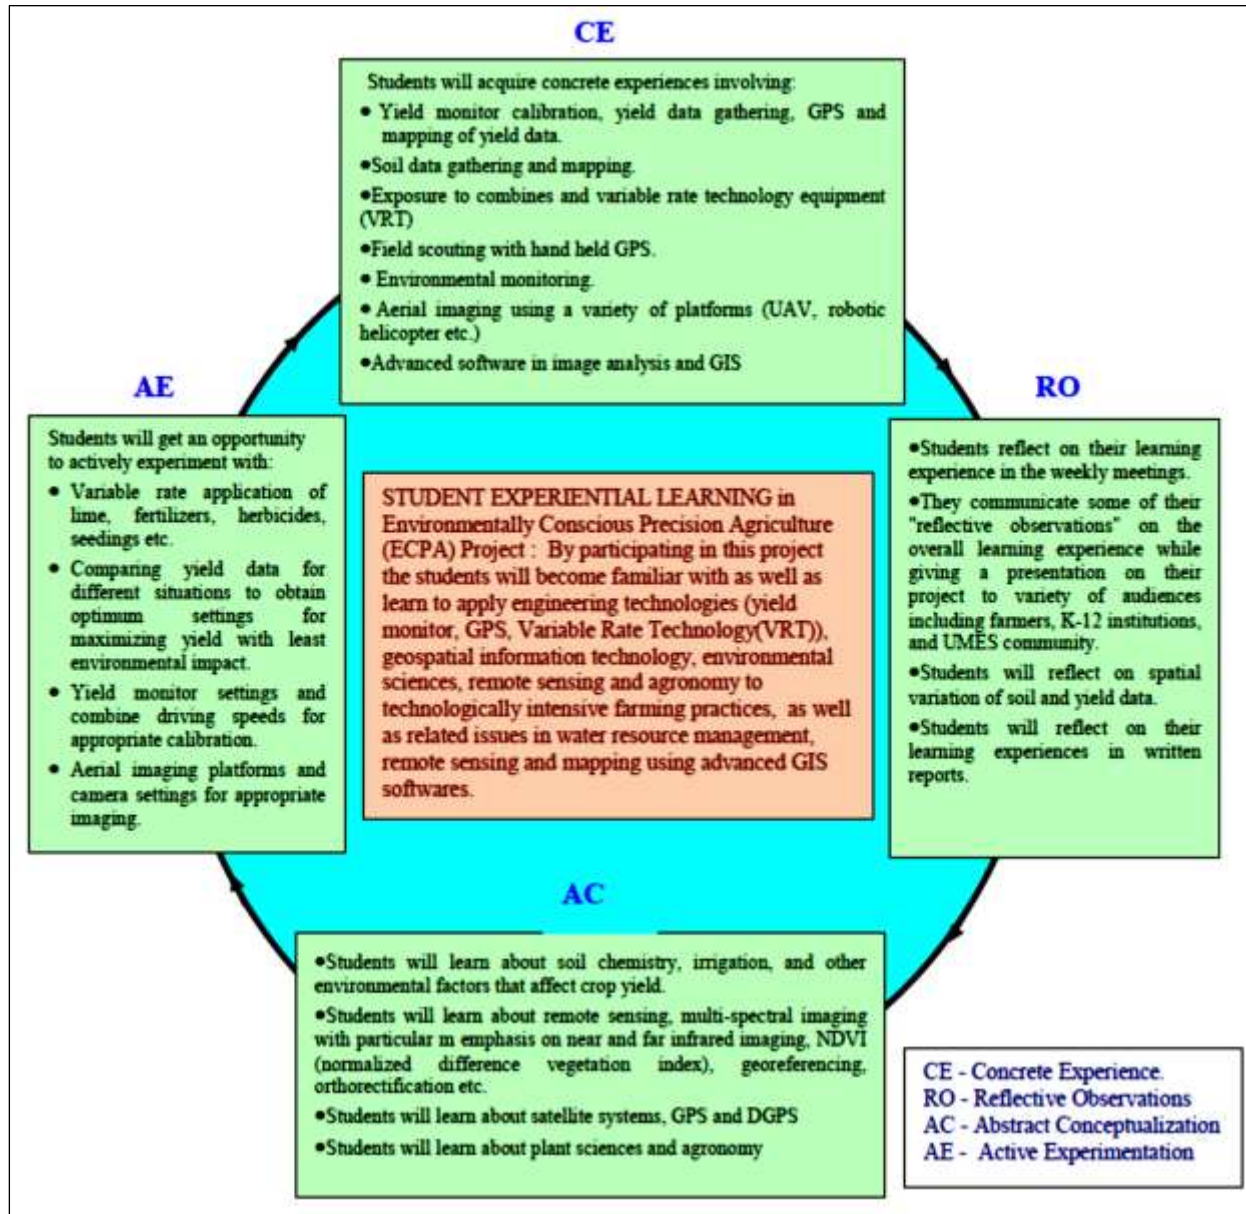 CE
Students will acquire concrete experiences involving:
• Yield monitor calibration, yield data gathering, GPS and
mapping of yield data.
•Soil data gathering and mapping.
•Exposure to combines and variable rate technology equipment
(VRT)
•Field scouting with hand held GPS.
• Environmental monitoring.
• Aerial imaging using a variety of platforms (UAV, robotic
helicopter etc.)
•Advanced software in image analysis and GIS
AE
Students will get an opportunity
to actively experiment with:
• Variable rate application of
lime, fertilizers, herbicides,
seedings etc.
• Comparing yield data for
different situations to obtain
optimum settings for
maximizing yield with least
environmental impact.
• Yield monitor settings and
combine driving speeds for
appropriate calibration.
• Aerial imaging platforms and
camera settings for appropriate
imaging.
STUDENT EXPERIENTIAL LEARNING in
Environmentally Conscious Precision Agriculture
(ECPA) Project : By participating in this project
the students will become familiar with as well as
learn to apply engineering technologies (yield
monitor, GPS, Variable Rate Technology(VRT)),
geospatial information technology, environmental
sciences, remote sensing and agronomy to
technologically intensive farming practices, as well
as related issues in water resource management,
remote sensing and mapping using advanced GIS
softwares.
RO
•Students reflect on their learning
experience in the weekly meetings.
•They communicate some of their
"reflective observations" on the
overall learning experience while
giving a presentation on their
project to variety of audiences
including farmers, K-12 institutions,
and UMES community.
•Students will reflect on spatial
variation of soil and yield data.
•Students will reflect on their
learning experiences in written
reports.
AC
•Students will learn about soil chemistry, irrigation, and other
environmental factors that affect crop yield.
•Students will learn about remote sensing, multi-spectral imaging
with particular m emphasis on near and far infrared imaging, NDVI
(normalized difference vegetation index), georeferencing,
orthorectification etc.
•Students will learn about satellite systems, GPS and DGPS
•Students will learn about plant sciences and agronomy
CE - Concrete Experience.
RO - Reflective Observations
AC - Abstract Conceptualization
AE - Active Experimentation